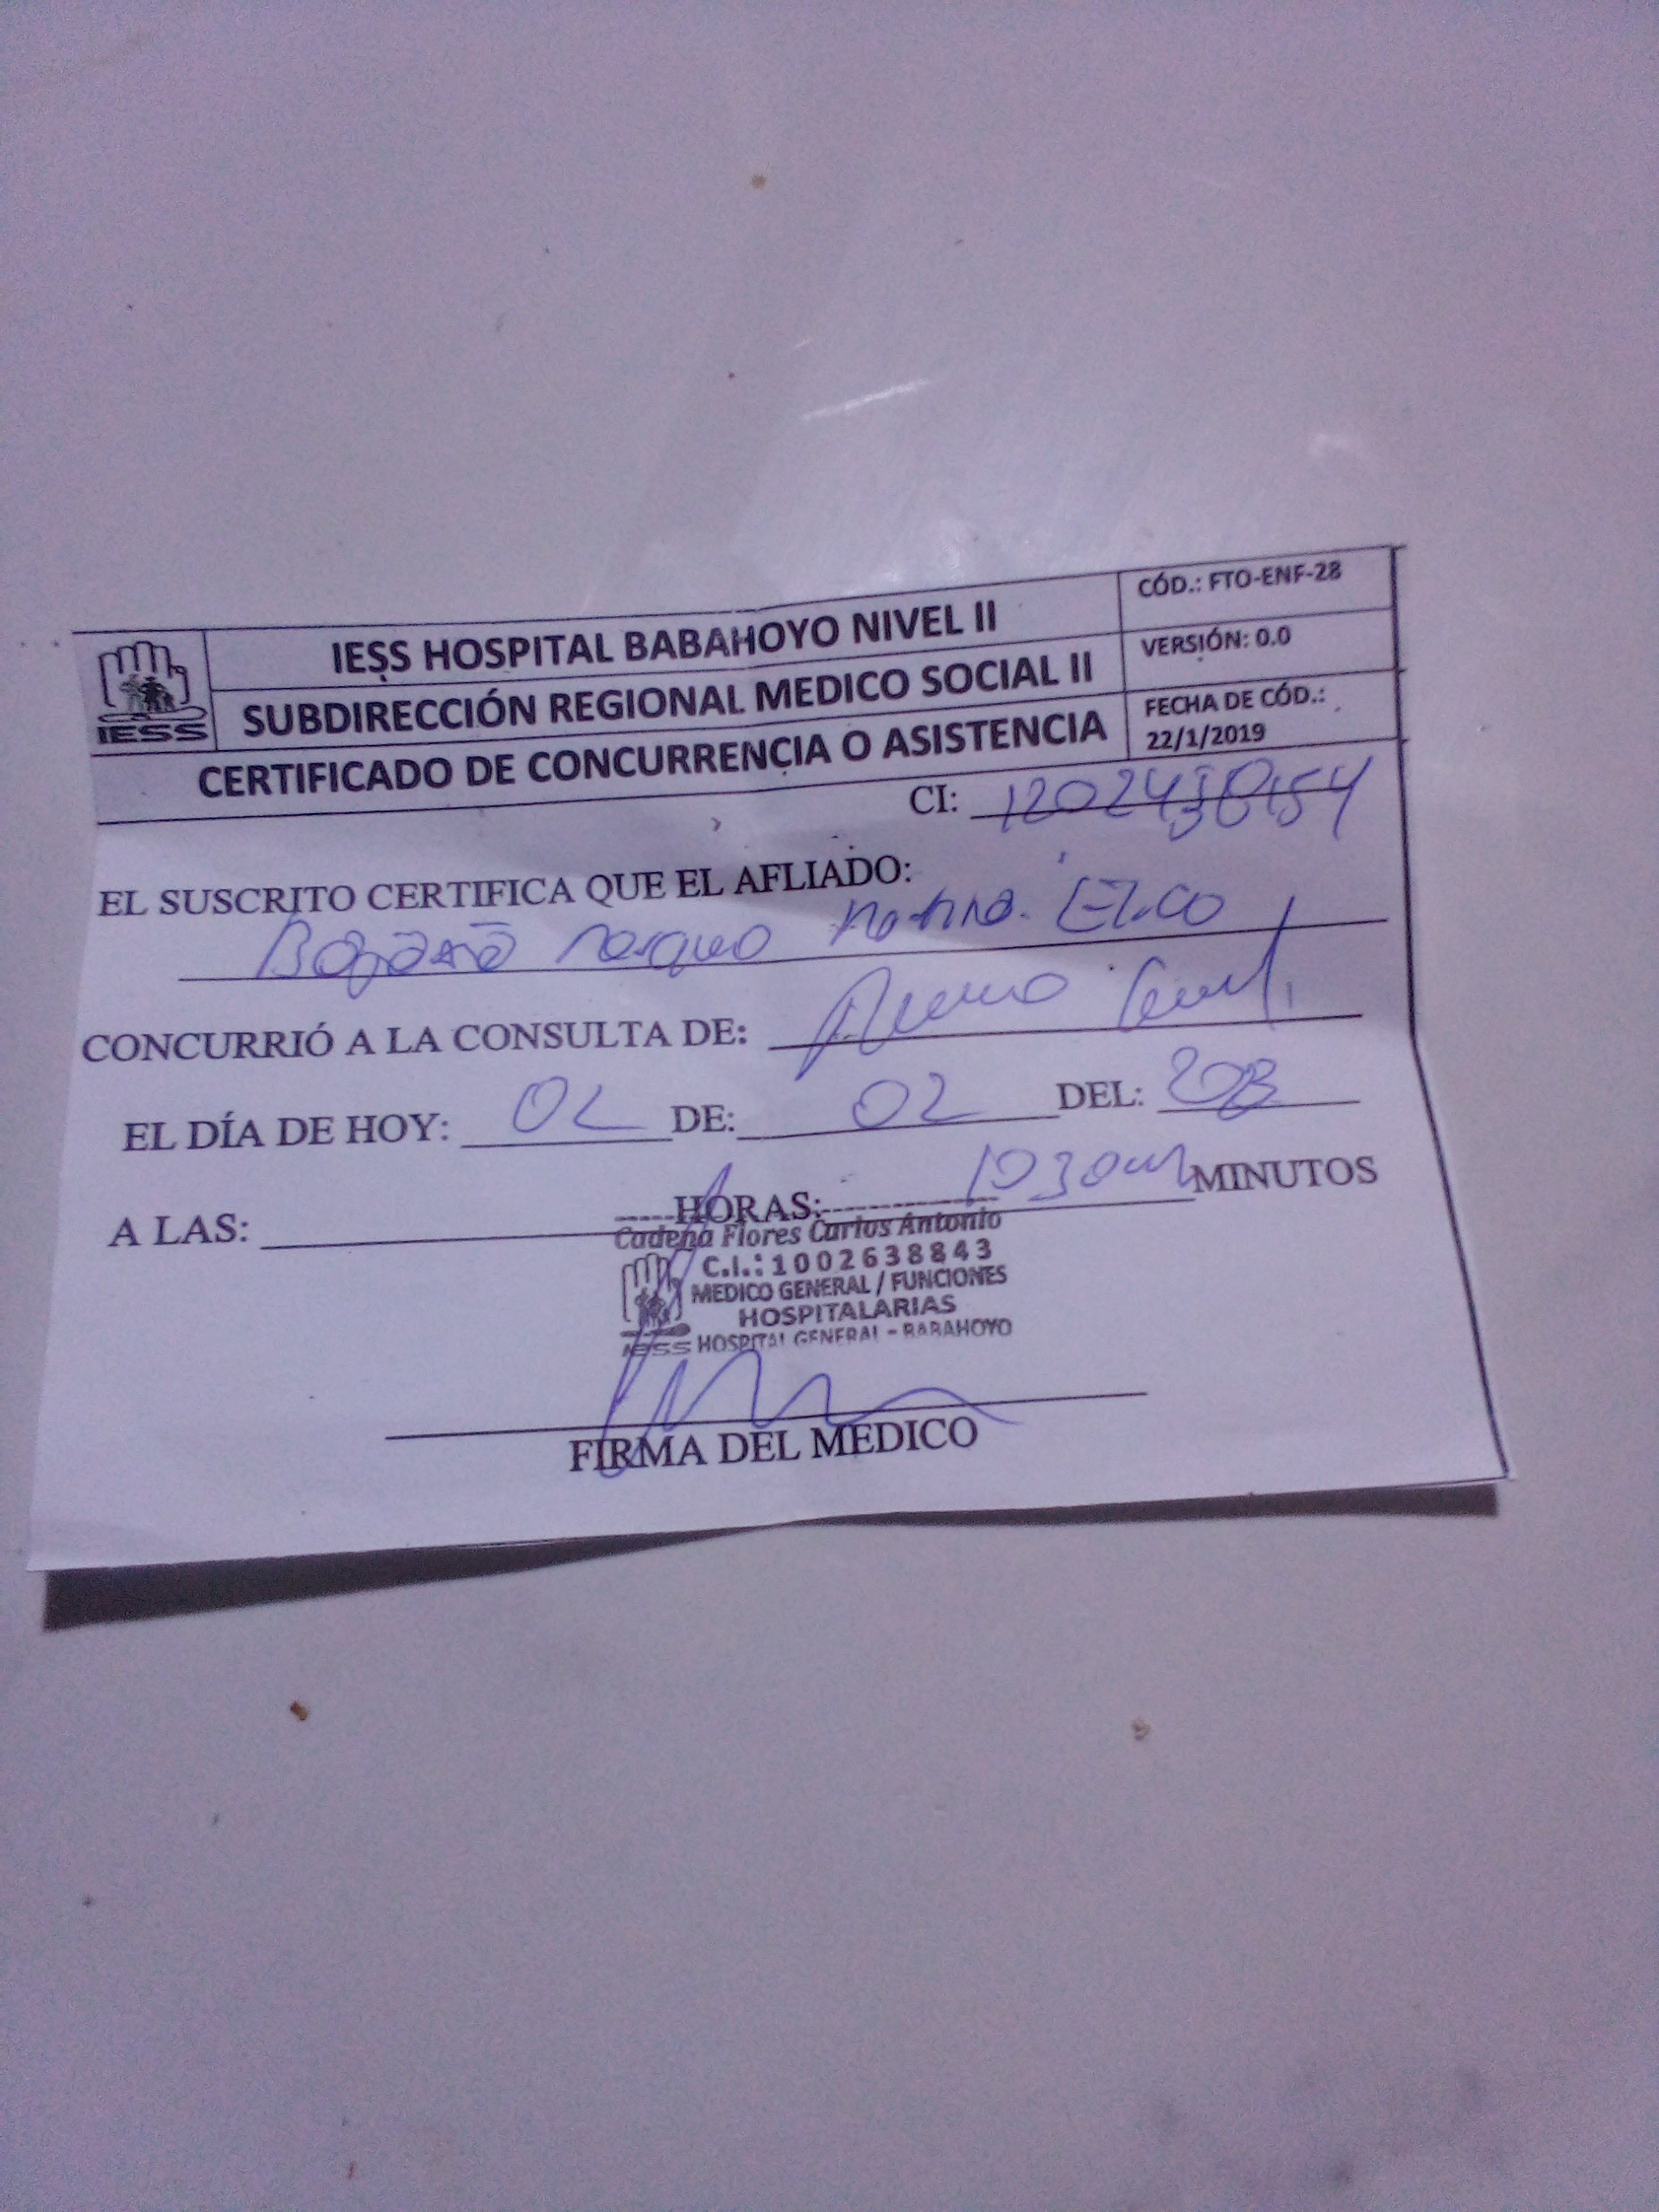 IESS HOSPITAL BABAHOYO NIVEL II
CÓD.: FTO-ENF-28
SUBDIRECCIÓN REGIONAL MEDICO SOCIAL II
VERSIÓN: 0.0
IESS
CERTIFICADO DE CONCURRENCIA O ASISTENCIA
FECHA DE CÓD.:
22/1/2019
CI:
EL SUSCRITO CERTIFICA QUE EL AFLIADO:
CONCURRIÓ A LA CONSULTA DE:
EL DÍA DE HOY: 02 DE: 02 DEL:
A LAS: HORAS: 1030am MINUTOS
Cadena Flores Carlos Antonio
C.I.: 1002638843
MEDICO GENERAL / FUNCIONES
HOSPITALARIAS
IESS HOSPITAL GENERAL - BABAHOYO
FIRMA DEL MEDICO